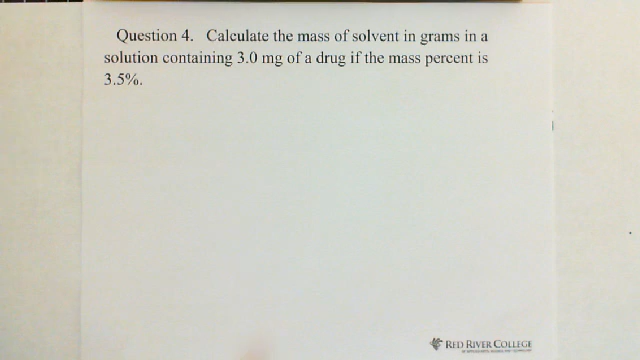 Question 4. Calculate the mass of solvent in grams in a
solution containing 3.0 mg of a drug if the mass percent is
3.5%.
RED RIVER COLLEGE